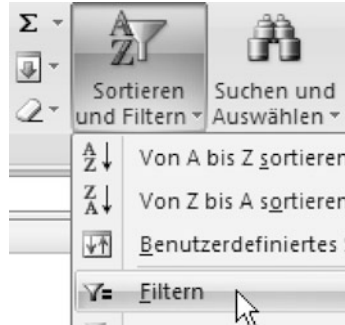 Σ
Sortieren und Filtern
Suchen und Auswählen
Von A bis Z sortieren
Von Z bis A sortieren
Benutzerdefiniertes
Filtern